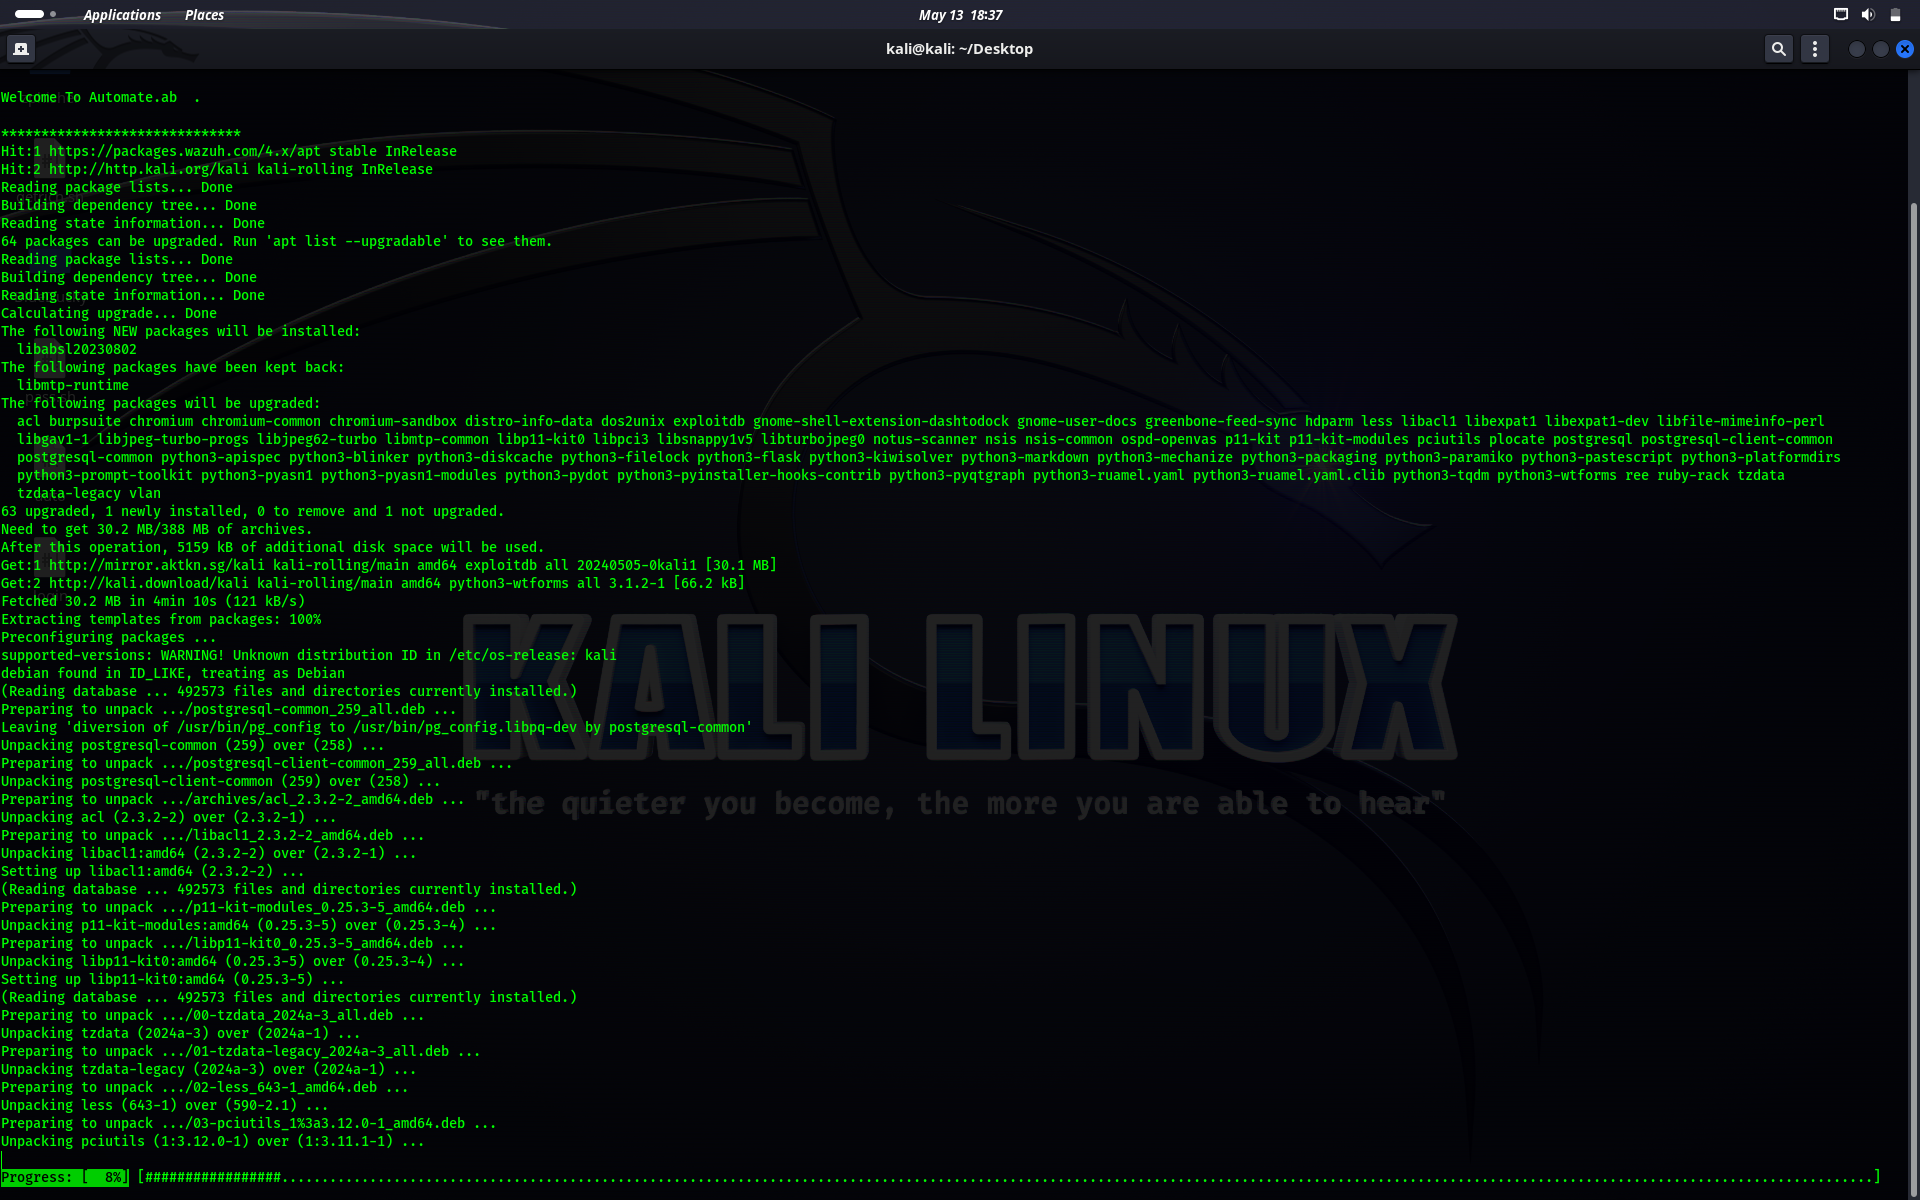 Applications Places May 13 18:37
kali@kali: ~/Desktop
Welcome To Automate.ab .
******************************
Hit:1 https://packages.wazuh.com/4.x/apt stable InRelease
Hit:2 http://http.kali.org/kali kali-rolling InRelease
Reading package lists... Done
Building dependency tree... Done
Reading state information... Done
64 packages can be upgraded. Run 'apt list --upgradable' to see them.
Reading package lists... Done
Building dependency tree... Done
Reading state information... Done
Calculating upgrade... Done
The following NEW packages will be installed:
libabsl20230802
The following packages have been kept back:
libmtp-runtime
The following packages will be upgraded:
acl burpsuite chromium chromium-common chromium-sandbox distro-info-data dos2unix exploitdb gnome-shell-extension-dashtodock gnome-user-docs greenbone-feed-sync hdparm less libacl1 libexpat1 libexpat1-dev libfile-mimeinfo-perl
libgav1-1 libjpeg-turbo-progs libjpeg62-turbo libmtp-common libp11-kit0 libpci3 libsnappy1v5 libturbojpeg0 notus-scanner nsis nsis-common ospd-openvas p11-kit p11-kit-modules pciutils plocate postgresql postgresql-client-common
postgresql-common python3-apispec python3-blinker python3-diskcache python3-filelock python3-flask python3-kiwisolver python3-markdown python3-mechanize python3-packaging python3-paramiko python3-pastescript python3-platformdirs
python3-prompt-toolkit python3-pyasn1 python3-pyasn1-modules python3-pydot python3-pyinstaller-hooks-contrib python3-pyqtgraph python3-ruamel.yaml python3-ruamel.yaml.clib python3-tqdm python3-wtforms ree ruby-rack tzdata
tzdata-legacy vlan
63 upgraded, 1 newly installed, 0 to remove and 1 not upgraded.
Need to get 30.2 MB/388 MB of archives.
After this operation, 5159 kB of additional disk space will be used.
Get:1 http://mirror.aktkn.sg/kali kali-rolling/main amd64 exploitdb all 20240505-0kali1 [30.1 MB]
Get:2 http://kali.download/kali kali-rolling/main amd64 python3-wtforms all 3.1.2-1 [66.2 kB]
Fetched 30.2 MB in 4min 10s (121 kB/s)
Extracting templates from packages: 100%
Preconfiguring packages ...
supported-versions: WARNING! Unknown distribution ID in /etc/os-release: kali
debian found in ID_LIKE, treating as Debian
(Reading database ... 492573 files and directories currently installed.)
Preparing to unpack .../postgresql-common_259_all.deb ...
Leaving 'diversion of /usr/bin/pg_config to /usr/bin/pg_config.libpq-dev by postgresql-common'
Unpacking postgresql-common (259) over (258) ...
Preparing to unpack .../postgresql-client-common_259_all.deb ...
Unpacking postgresql-client-common (259) over (258) ...
Preparing to unpack .../archives/acl_2.3.2-2_amd64.deb ...
Unpacking acl (2.3.2-2) over (2.3.2-1) ...
Preparing to unpack .../libacl1_2.3.2-2_amd64.deb ...
Unpacking libacl1:amd64 (2.3.2-2) over (2.3.2-1) ...
Setting up libacl1:amd64 (2.3.2-2) ...
(Reading database ... 492573 files and directories currently installed.)
Preparing to unpack .../p11-kit-modules_0.25.3-5_amd64.deb ...
Unpacking p11-kit-modules:amd64 (0.25.3-5) over (0.25.3-4) ...
Preparing to unpack .../libp11-kit0_0.25.3-5_amd64.deb ...
Unpacking libp11-kit0:amd64 (0.25.3-5) over (0.25.3-4) ...
Setting up libp11-kit0:amd64 (0.25.3-5) ...
(Reading database ... 492573 files and directories currently installed.)
Preparing to unpack .../00-tzdata_2024a-3_all.deb ...
Unpacking tzdata (2024a-3) over (2024a-1) ...
Preparing to unpack .../01-tzdata-legacy_2024a-3_all.deb ...
Unpacking tzdata-legacy (2024a-3) over (2024a-1) ...
Preparing to unpack .../02-less_643-1_amd64.deb ...
Unpacking less (643-1) over (590-2.1) ...
Preparing to unpack .../03-pciutils_1%3a3.12.0-1_amd64.deb ...
Unpacking pciutils (1:3.12.0-1) over (1:3.11.1-1) ...
Progress: [  8%] [#################.......................................................................................................................................................................................................]
KALI LINUX
"the quieter you become, the more you are able to hear"